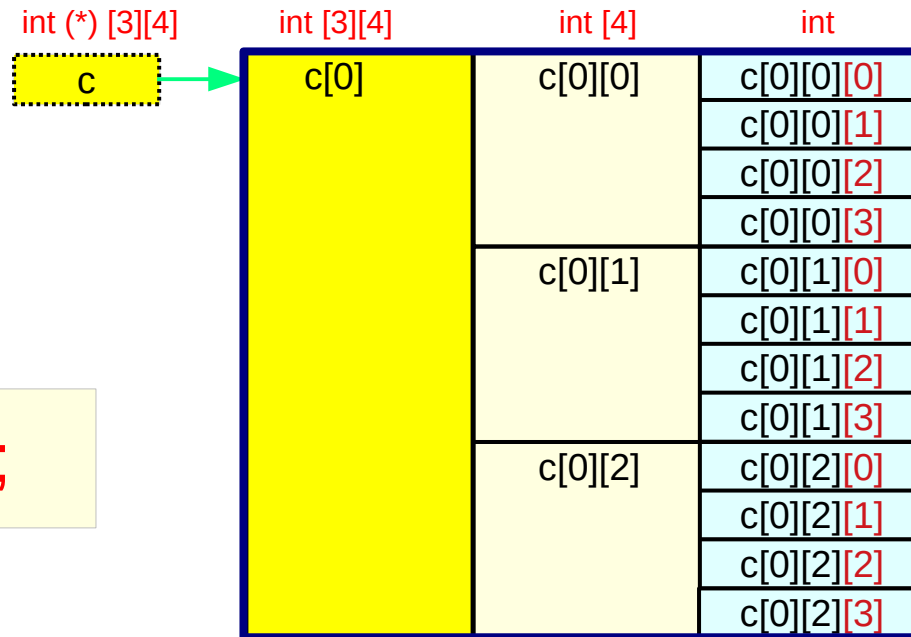 int (*) [3][4] int [3][4] int [4] int
c c[0] c[0][0] c[0][0][0]
c[0][0][1]
c[0][0][2]
c[0][0][3]
c[0][1] c[0][1][0]
c[0][1][1]
c[0][1][2]
c[0][1][3]
c[0][2] c[0][2][0]
;
c[0][2][1]
c[0][2][2]
c[0][2][3]